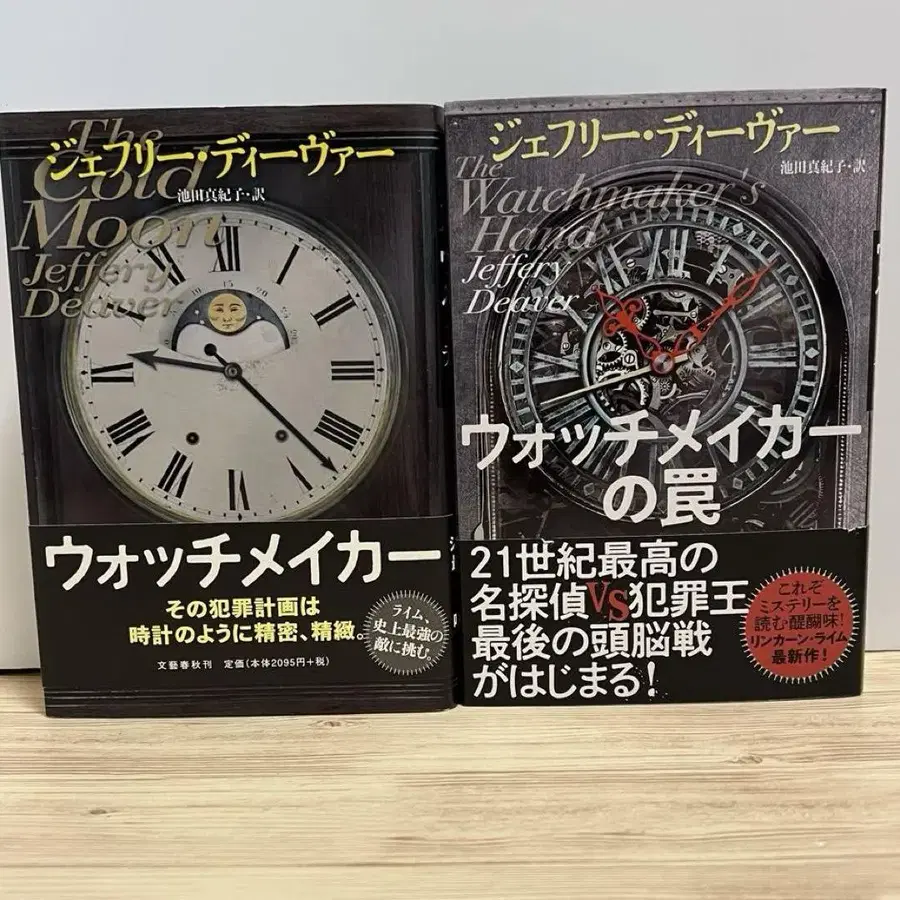 The
Cold
Moon
Jeffery
Deaver
ジェフリー・ディーヴァー
池田真紀子・訳
10 15 20
ウォッチメイカー
その犯罪計画は
時計のように精密、精緻。
ライム、
史上最強の
敵に挑む。
文藝春秋刊 定価(本体2095円+税)
ジェフリー・ディーヴァー
池田真紀子・訳
The
Watchmaker's
Hand
Jeffery
Deaver
ウォッチメイカー
の罠
21世紀最高の
名探偵VS犯罪王
最後の頭脳戦
がはじまる!
これぞ
ミステリーを
読む醍醐味!
リンカーン・ライム
最新作!